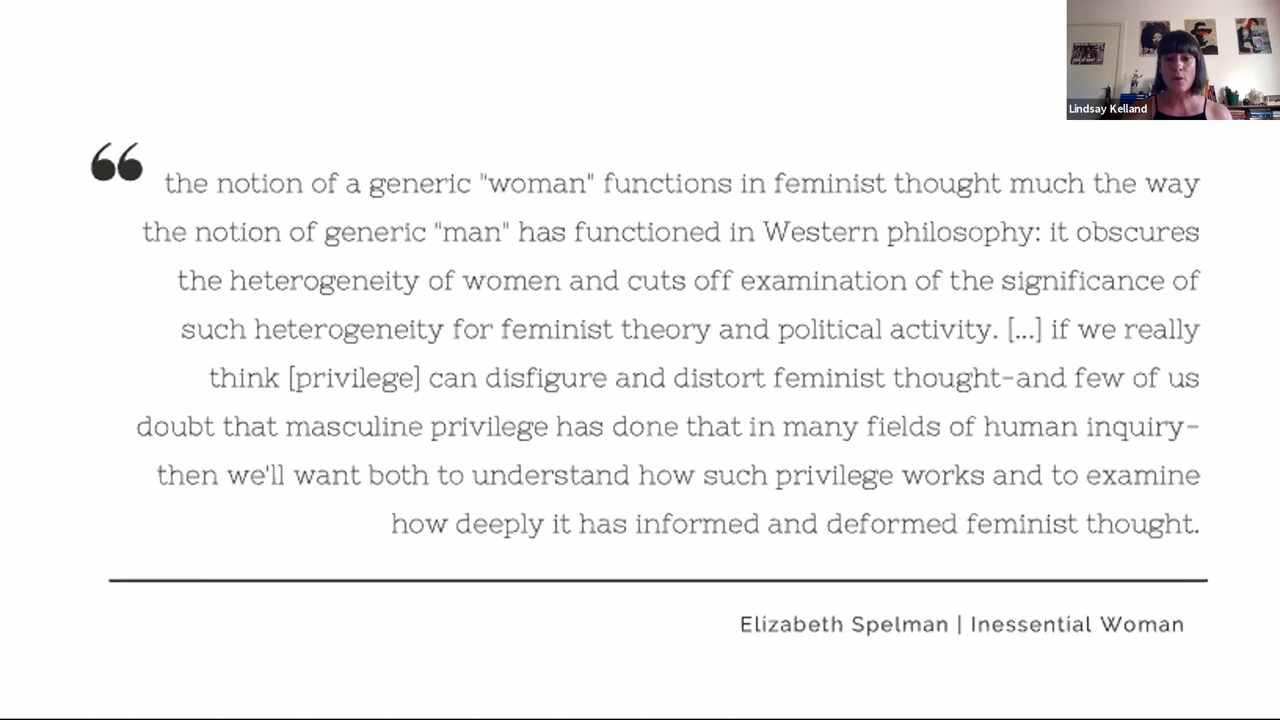 Lindsay Kelland
“ the notion of a generic "woman" functions in feminist thought much the way
the notion of generic "man" has functioned in Western philosophy: it obscures
the heterogeneity of women and cuts off examination of the significance of
such heterogeneity for feminist theory and political activity. [...] if we really
think [privilege] can disfigure and distort feminist thought-and few of us
doubt that masculine privilege has done that in many fields of human inquiry-
then we'll want both to understand how such privilege works and to examine
how deeply it has informed and deformed feminist thought.
Elizabeth Spelman | Inessential Woman